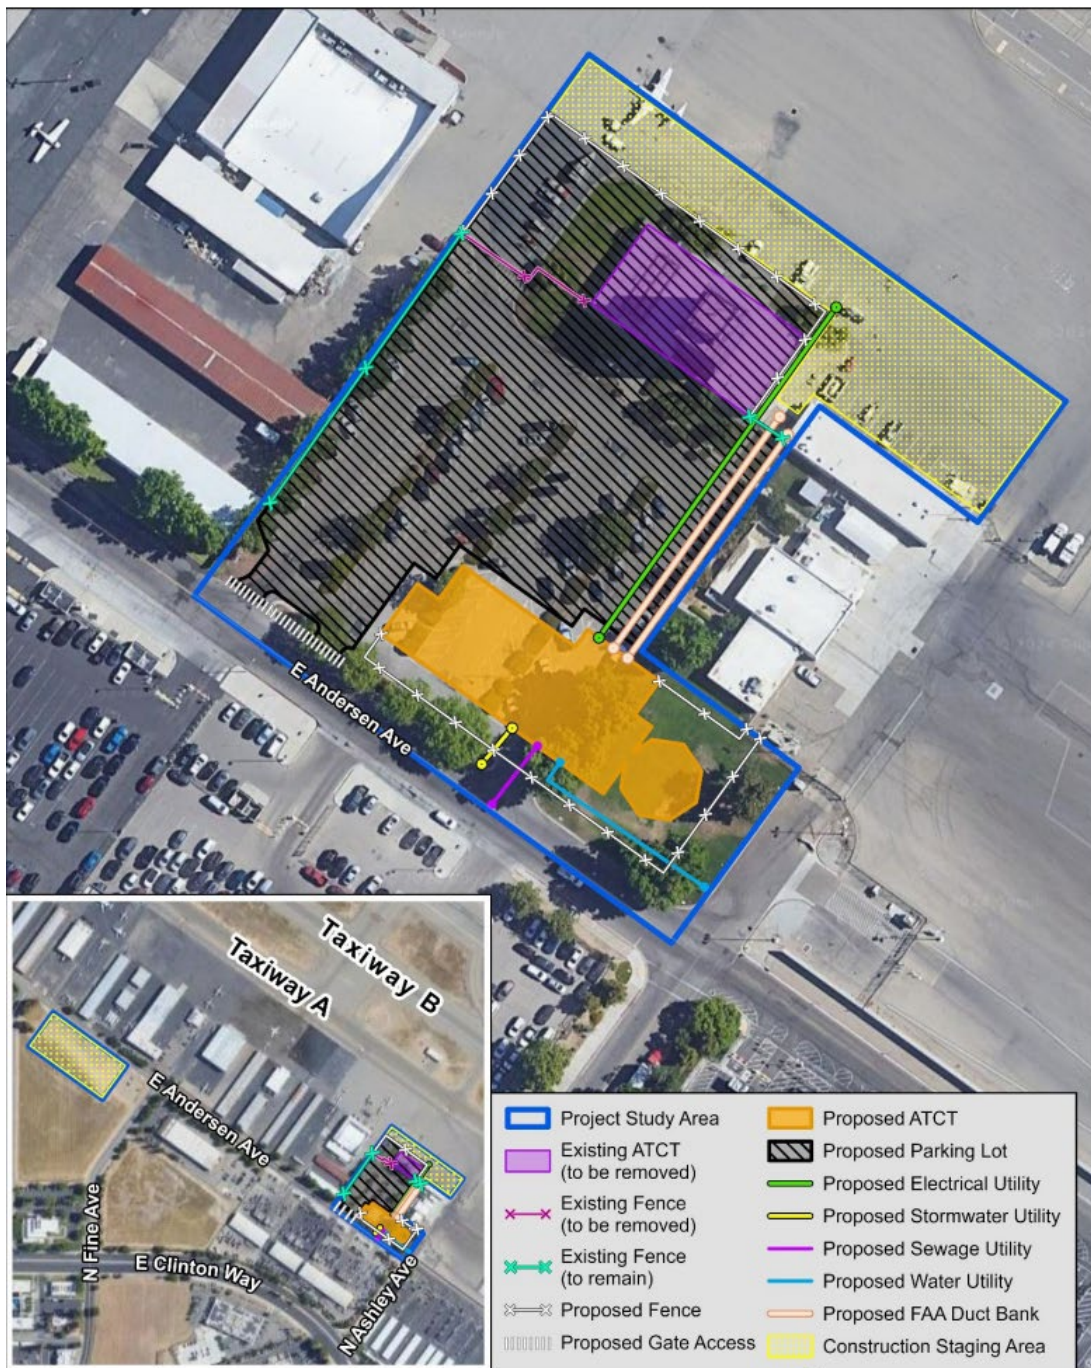 E Andersen Ave
Taxiway B
Taxiway A
E Andersen Ave
N Fine Ave
E Clinton Way
N Ashley Ave
Project Study Area
Existing ATCT
(to be removed)
Existing Fence
(to be removed)
Existing Fence
(to remain)
Proposed Fence
Proposed Gate Access
Proposed ATCT
Proposed Parking Lot
Proposed Electrical Utility
Proposed Stormwater Utility
Proposed Sewage Utility
Proposed Water Utility
Proposed FAA Duct Bank
Construction Staging Area